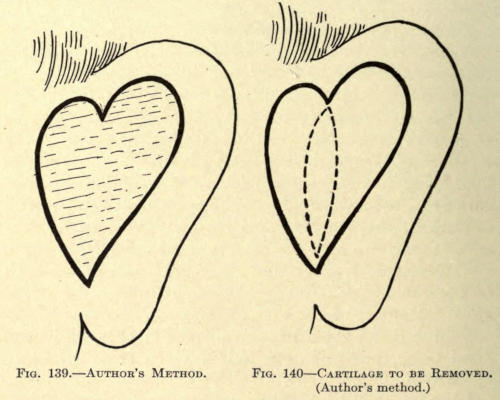 Fig. 139.—Author's Method.
Fig. 140—Cartilage to be Removed.
(Author's method.)